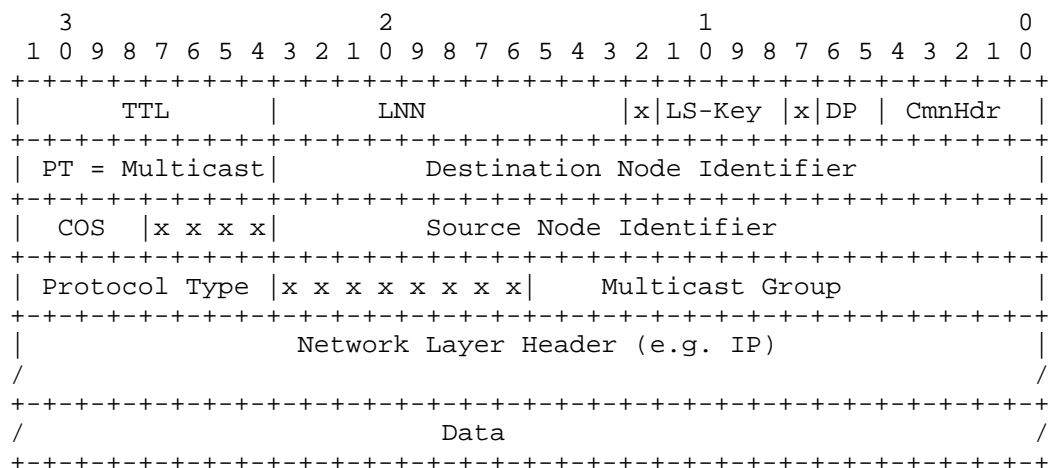 3                   2                   1                   0
 1 0 9 8 7 6 5 4 3 2 1 0 9 8 7 6 5 4 3 2 1 0 9 8 7 6 5 4 3 2 1 0
+-+-+-+-+-+-+-+-+-+-+-+-+-+-+-+-+-+-+-+-+-+-+-+-+-+-+-+-+-+-+-+-+
|      TTL      |      LNN            |x|LS-Key |x|DP | CmnHdr  |
+-+-+-+-+-+-+-+-+-+-+-+-+-+-+-+-+-+-+-+-+-+-+-+-+-+-+-+-+-+-+-+-+
| PT = Multicast|         Destination Node Identifier           |
+-+-+-+-+-+-+-+-+-+-+-+-+-+-+-+-+-+-+-+-+-+-+-+-+-+-+-+-+-+-+-+-+
|  COS  |x x x x|         Source Node Identifier                |
+-+-+-+-+-+-+-+-+-+-+-+-+-+-+-+-+-+-+-+-+-+-+-+-+-+-+-+-+-+-+-+-+
| Protocol Type |x x x x x x x x|    Multicast Group            |
+-+-+-+-+-+-+-+-+-+-+-+-+-+-+-+-+-+-+-+-+-+-+-+-+-+-+-+-+-+-+-+-+
|                 Network Layer Header (e.g. IP)                |
/                                                               /
+-+-+-+-+-+-+-+-+-+-+-+-+-+-+-+-+-+-+-+-+-+-+-+-+-+-+-+-+-+-+-+-+
/                          Data                                 /
+-+-+-+-+-+-+-+-+-+-+-+-+-+-+-+-+-+-+-+-+-+-+-+-+-+-+-+-+-+-+-+-+